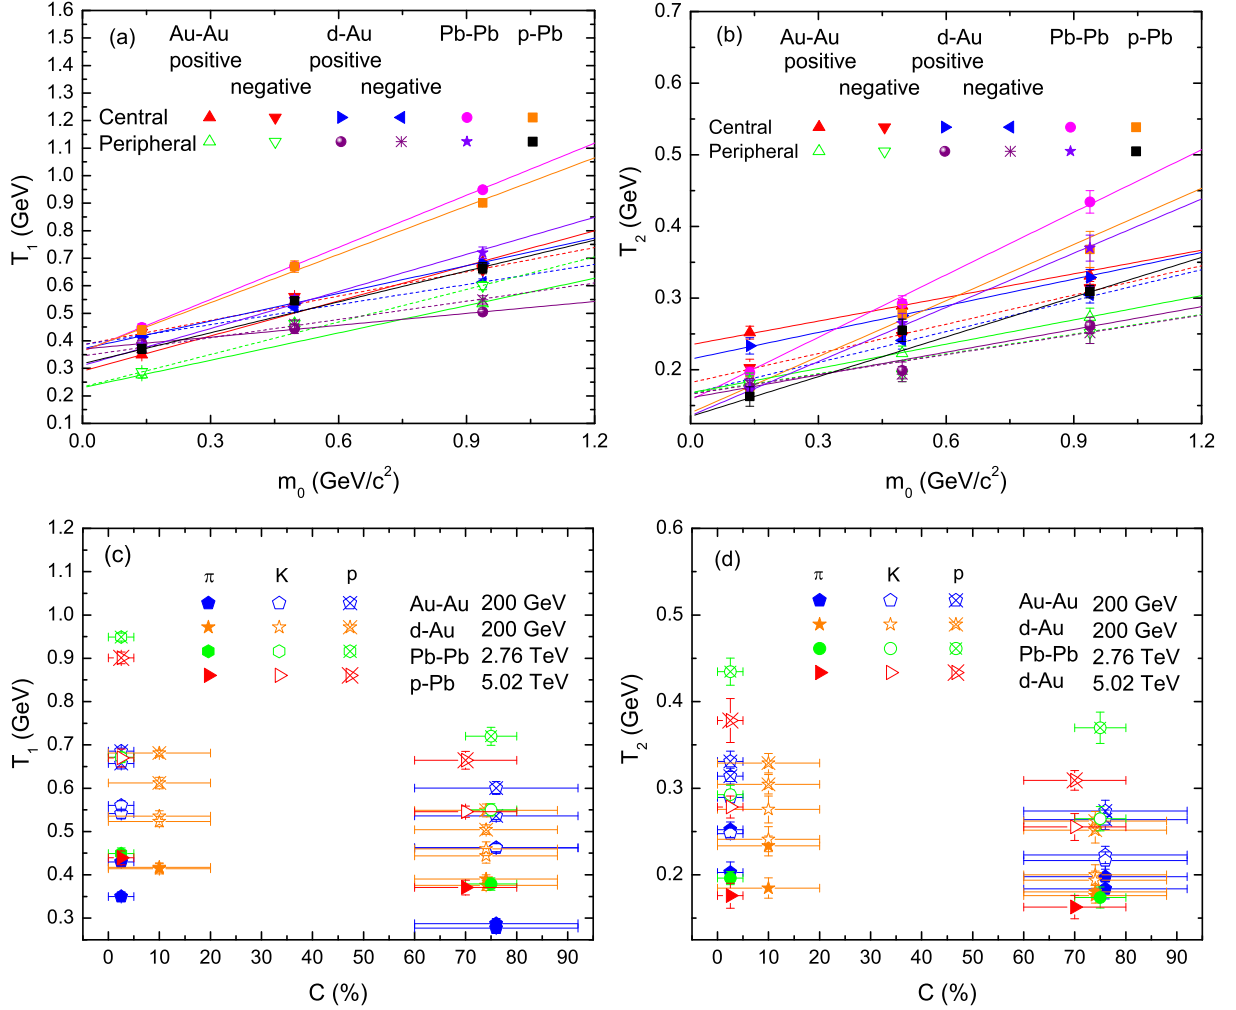 (a)
Au-Au d-Au Pb-Pb p-Pb
positive positive
negative negative
Central
Peripheral
1.6
1.5
1.4
1.3
1.2
1.1
1.0
0.9
0.8
0.7
0.6
0.5
0.4
0.3
0.2
0.1
T1 (GeV)
0.0 0.3 0.6 0.9 1.2
m0 (GeV/c2)
(b)
Au-Au d-Au Pb-Pb p-Pb
positive positive
negative negative
Central
Peripheral
0.7
0.6
0.5
0.4
0.3
0.2
T2 (GeV)
0.0 0.3 0.6 0.9 1.2
m0 (GeV/c2)
(c)
π K p
Au-Au 200 GeV
d-Au 200 GeV
Pb-Pb 2.76 TeV
p-Pb 5.02 TeV
1.2
1.1
1.0
0.9
0.8
0.7
0.6
0.5
0.4
0.3
T1 (GeV)
0 10 20 30 40 50 60 70 80 90
C (%)
(d)
π K p
Au-Au 200 GeV
d-Au 200 GeV
Pb-Pb 2.76 TeV
d-Au 5.02 TeV
0.6
0.5
0.4
0.3
0.2
T2 (GeV)
0 10 20 30 40 50 60 70 80 90
C (%)